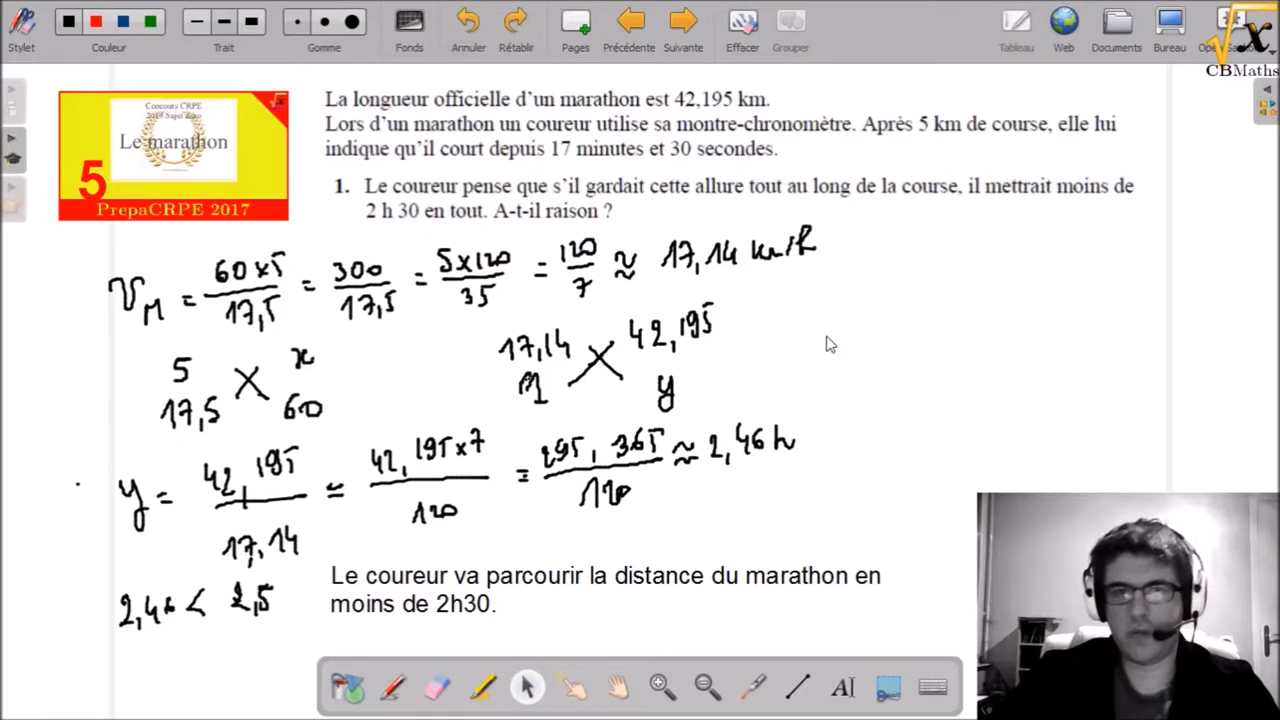 Stylet
Couleur
Trait
Gomme
Fonds
Annuler
Rétablir
Pages
Précédente
Suivante
Effacer
Grouper
Tableau
Web
Documents
Bureau
√x
CBMaths
Concours CRPE
Le marathon
5
PrepaCRPE 2017
La longueur officielle d'un marathon est 42,195 km.
Lors d'un marathon un coureur utilise sa montre-chronomètre. Après 5 km de course, elle lui
indique qu'il court depuis 17 minutes et 30 secondes.
1. Le coureur pense que s'il gardait cette allure tout au long de la course, il mettrait moins de
2 h 30 en tout. A-t-il raison ?
V_M = 60×5/17,5 = 300/17,5 = 5×120/35 = 120/7 ≈ 17,14 km/h
5 x
17,5 60
17,14 42,195
1 y
y = 42,195/17,14 = 42,195×7/120 = 295,365/120 ≈ 2,46 h
2,46 < 2,5
Le coureur va parcourir la distance du marathon en
moins de 2h30.
AI